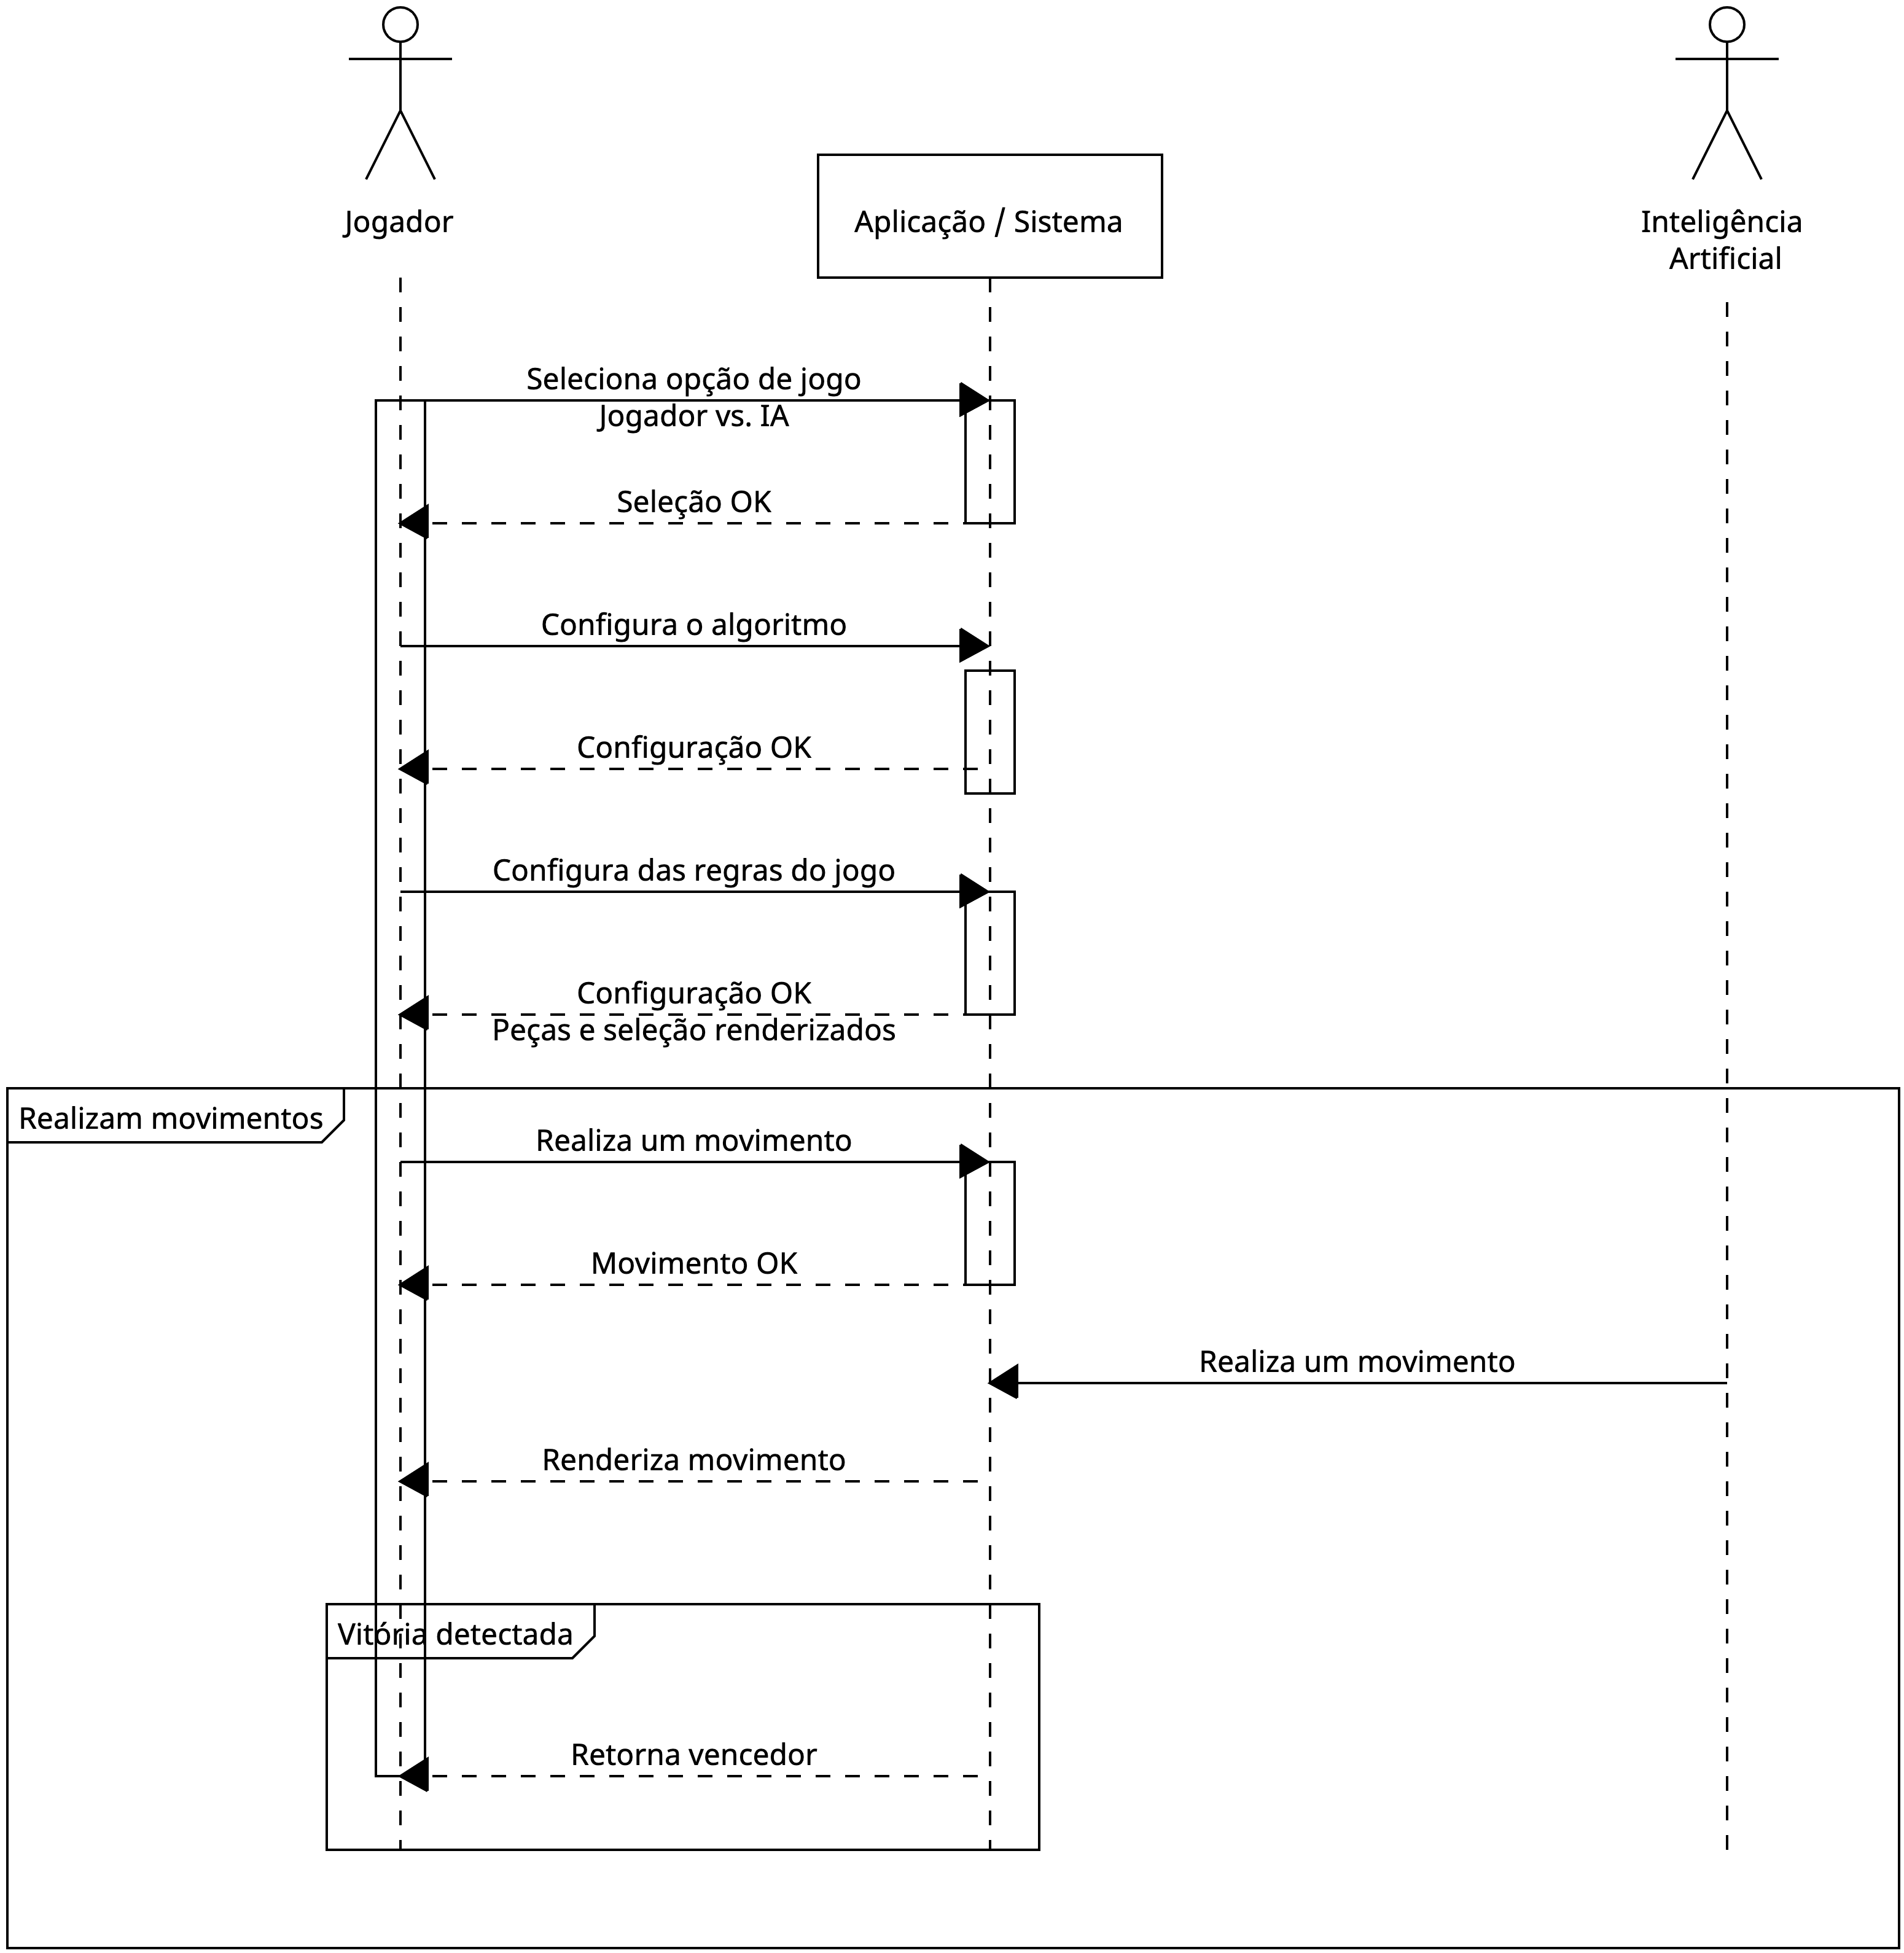 Jogador
Aplicação / Sistema
Inteligência
Artificial
Seleciona opção de jogo
Jogador vs. IA
Seleção OK
Configura o algoritmo
Configuração OK
Configura das regras do jogo
Configuração OK
Peças e seleção renderizados
Realizam movimentos
Realiza um movimento
Movimento OK
Realiza um movimento
Renderiza movimento
Vitória detectada
Retorna vencedor